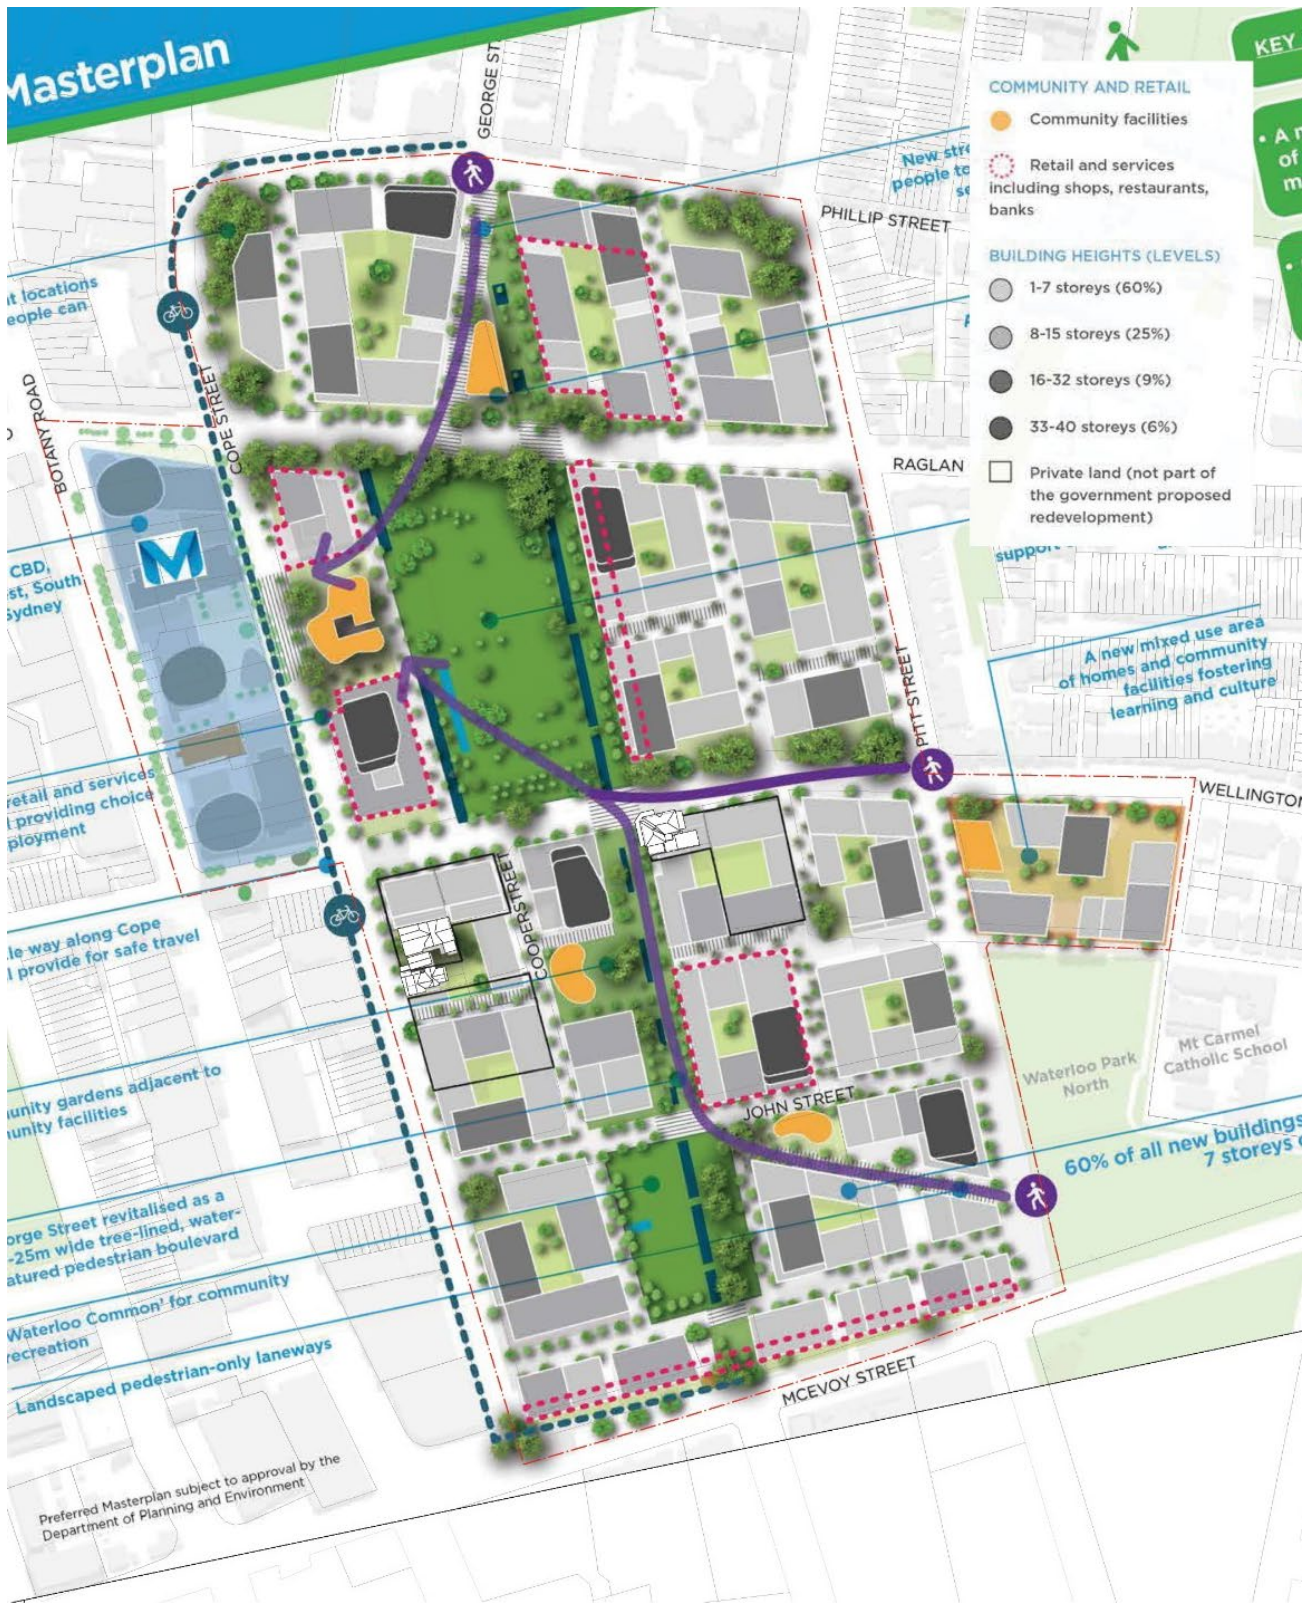 Masterplan
KEY
GEORGE ST
COMMUNITY AND RETAIL
Community facilities
Retail and services
including shops, restaurants,
banks
BUILDING HEIGHTS (LEVELS)
1-7 storeys (60%)
8-15 storeys (25%)
16-32 storeys (9%)
33-40 storeys (6%)
Private land (not part of
the government proposed
redevelopment)
• A
of
New
people to
PHILLIP STREET
locations
people can
BOTANY ROAD
COPE STREET
RAGLAN
M
CBD,
st, South
Sydney
support
A new mixed use area
of homes and community
facilities fostering
learning and culture
PITT STREET
WELLINGTON
retail and services
providing choice
ployment
COOPER STREET
le way along Cope
l provide for safe travel
Waterloo Park
North
Mt Carmel
Catholic School
unity gardens adjacent to
unity facilities
JOHN STREET
60% of all new buildings
7 storeys
orge Street revitalised as a
-25m wide tree-lined, water-
atured pedestrian boulevard
Waterloo Common' for community
recreation
Landscaped pedestrian-only laneways
MCEVOY STREET
Preferred Masterplan subject to approval by the
Department of Planning and Environment